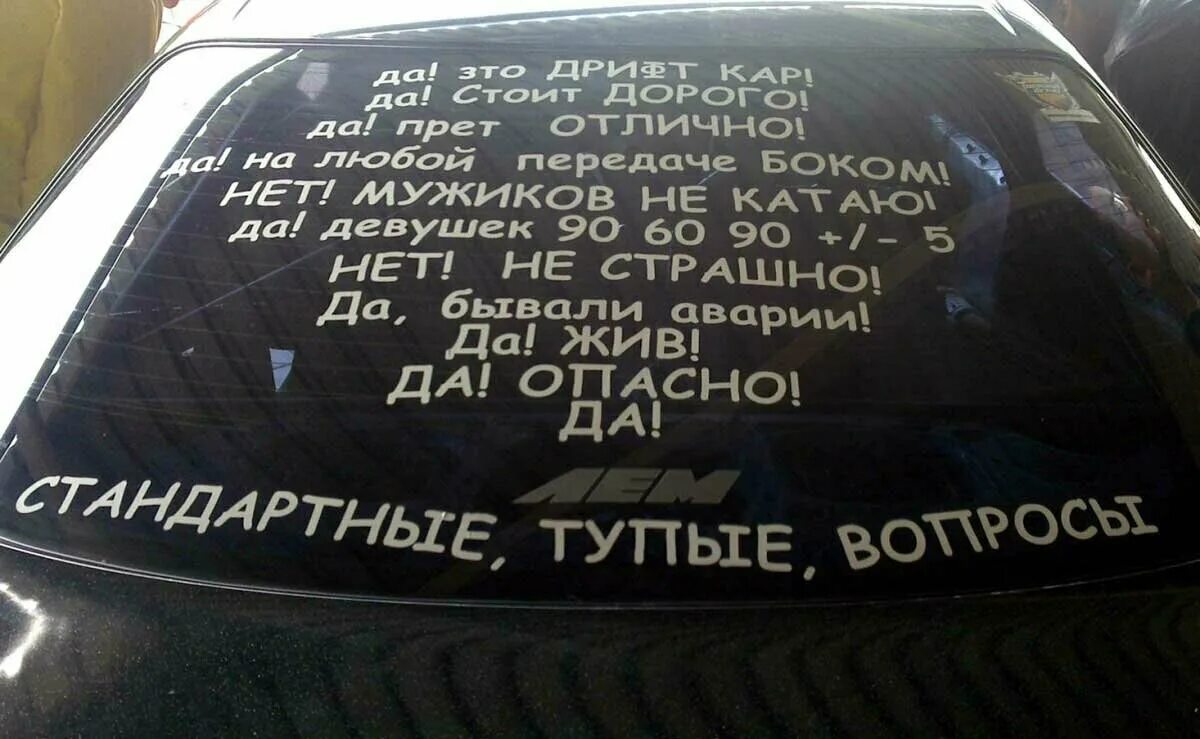 да! зто ДРИФТ КАР!
да! Стоит ДОРОГО!
да! прет ОТЛИЧНО!
да! на любой передаче БОКОМ!
НЕТ! МУЖИКОВ НЕ КАТАЮ!
да! девушек 90 60 90 +/- 5
НЕТ! НЕ СТРАШНО!
Да, бывали аварии!
Да! ЖИВ!
ДА! ОПАСНО!
ДА!
ΛEM
СТАНДАРТНЫЕ, ТУПЫЕ, ВОПРОСЫ